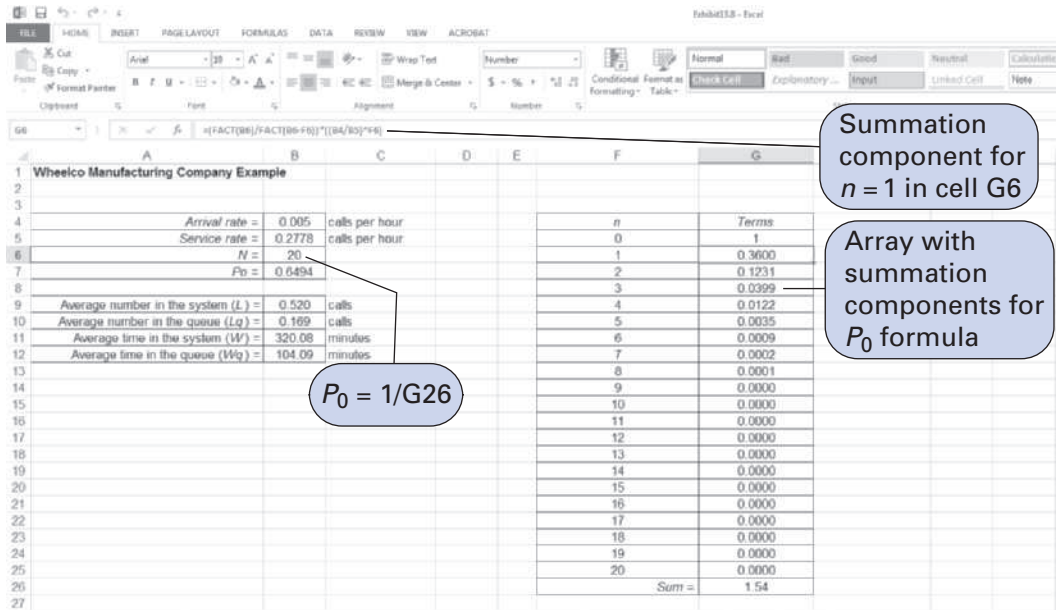 Exhibit13.8 - Excel
FILE HOME INSERT PAGE LAYOUT FORMULAS DATA REVIEW VIEW ACROBAT
Cut
Copy
Format Painter
Paste
Arial 10
B I U
Wrap Text
Merge & Center
Number
$ % ,
Conditional Formatting
Format as Table
Normal Bad Good Neutral
Check Cell Explanatory ... Input Linked Cell Note
Clipboard Font Alignment Number
G6 fx =(FACT(B6)/FACT(B6-F6))*((B4/B5)^F6)
A B C D E F G
1 Wheelco Manufacturing Company Example
2
3
4 Arrival rate = 0.005 calls per hour n Terms
5 Service rate = 0.2778 calls per hour 0 1
6 N = 20 1 0.3600
7 Po = 0.6494 2 0.1231
8 3 0.0399
9 Average number in the system (L) = 0.520 calls 4 0.0122
10 Average number in the queue (Lq) = 0.169 calls 5 0.0035
11 Average time in the system (W) = 320.08 minutes 6 0.0009
12 Average time in the queue (Wq) = 104.09 minutes 7 0.0002
13 8 0.0001
14 9 0.0000
15 10 0.0000
16 11 0.0000
17 12 0.0000
18 13 0.0000
19 14 0.0000
20 15 0.0000
21 16 0.0000
22 17 0.0000
23 18 0.0000
24 19 0.0000
25 20 0.0000
26 Sum = 1.54
27
Summation
component for
n = 1 in cell G6
Array with
summation
components for
P0 formula
P0 = 1/G26